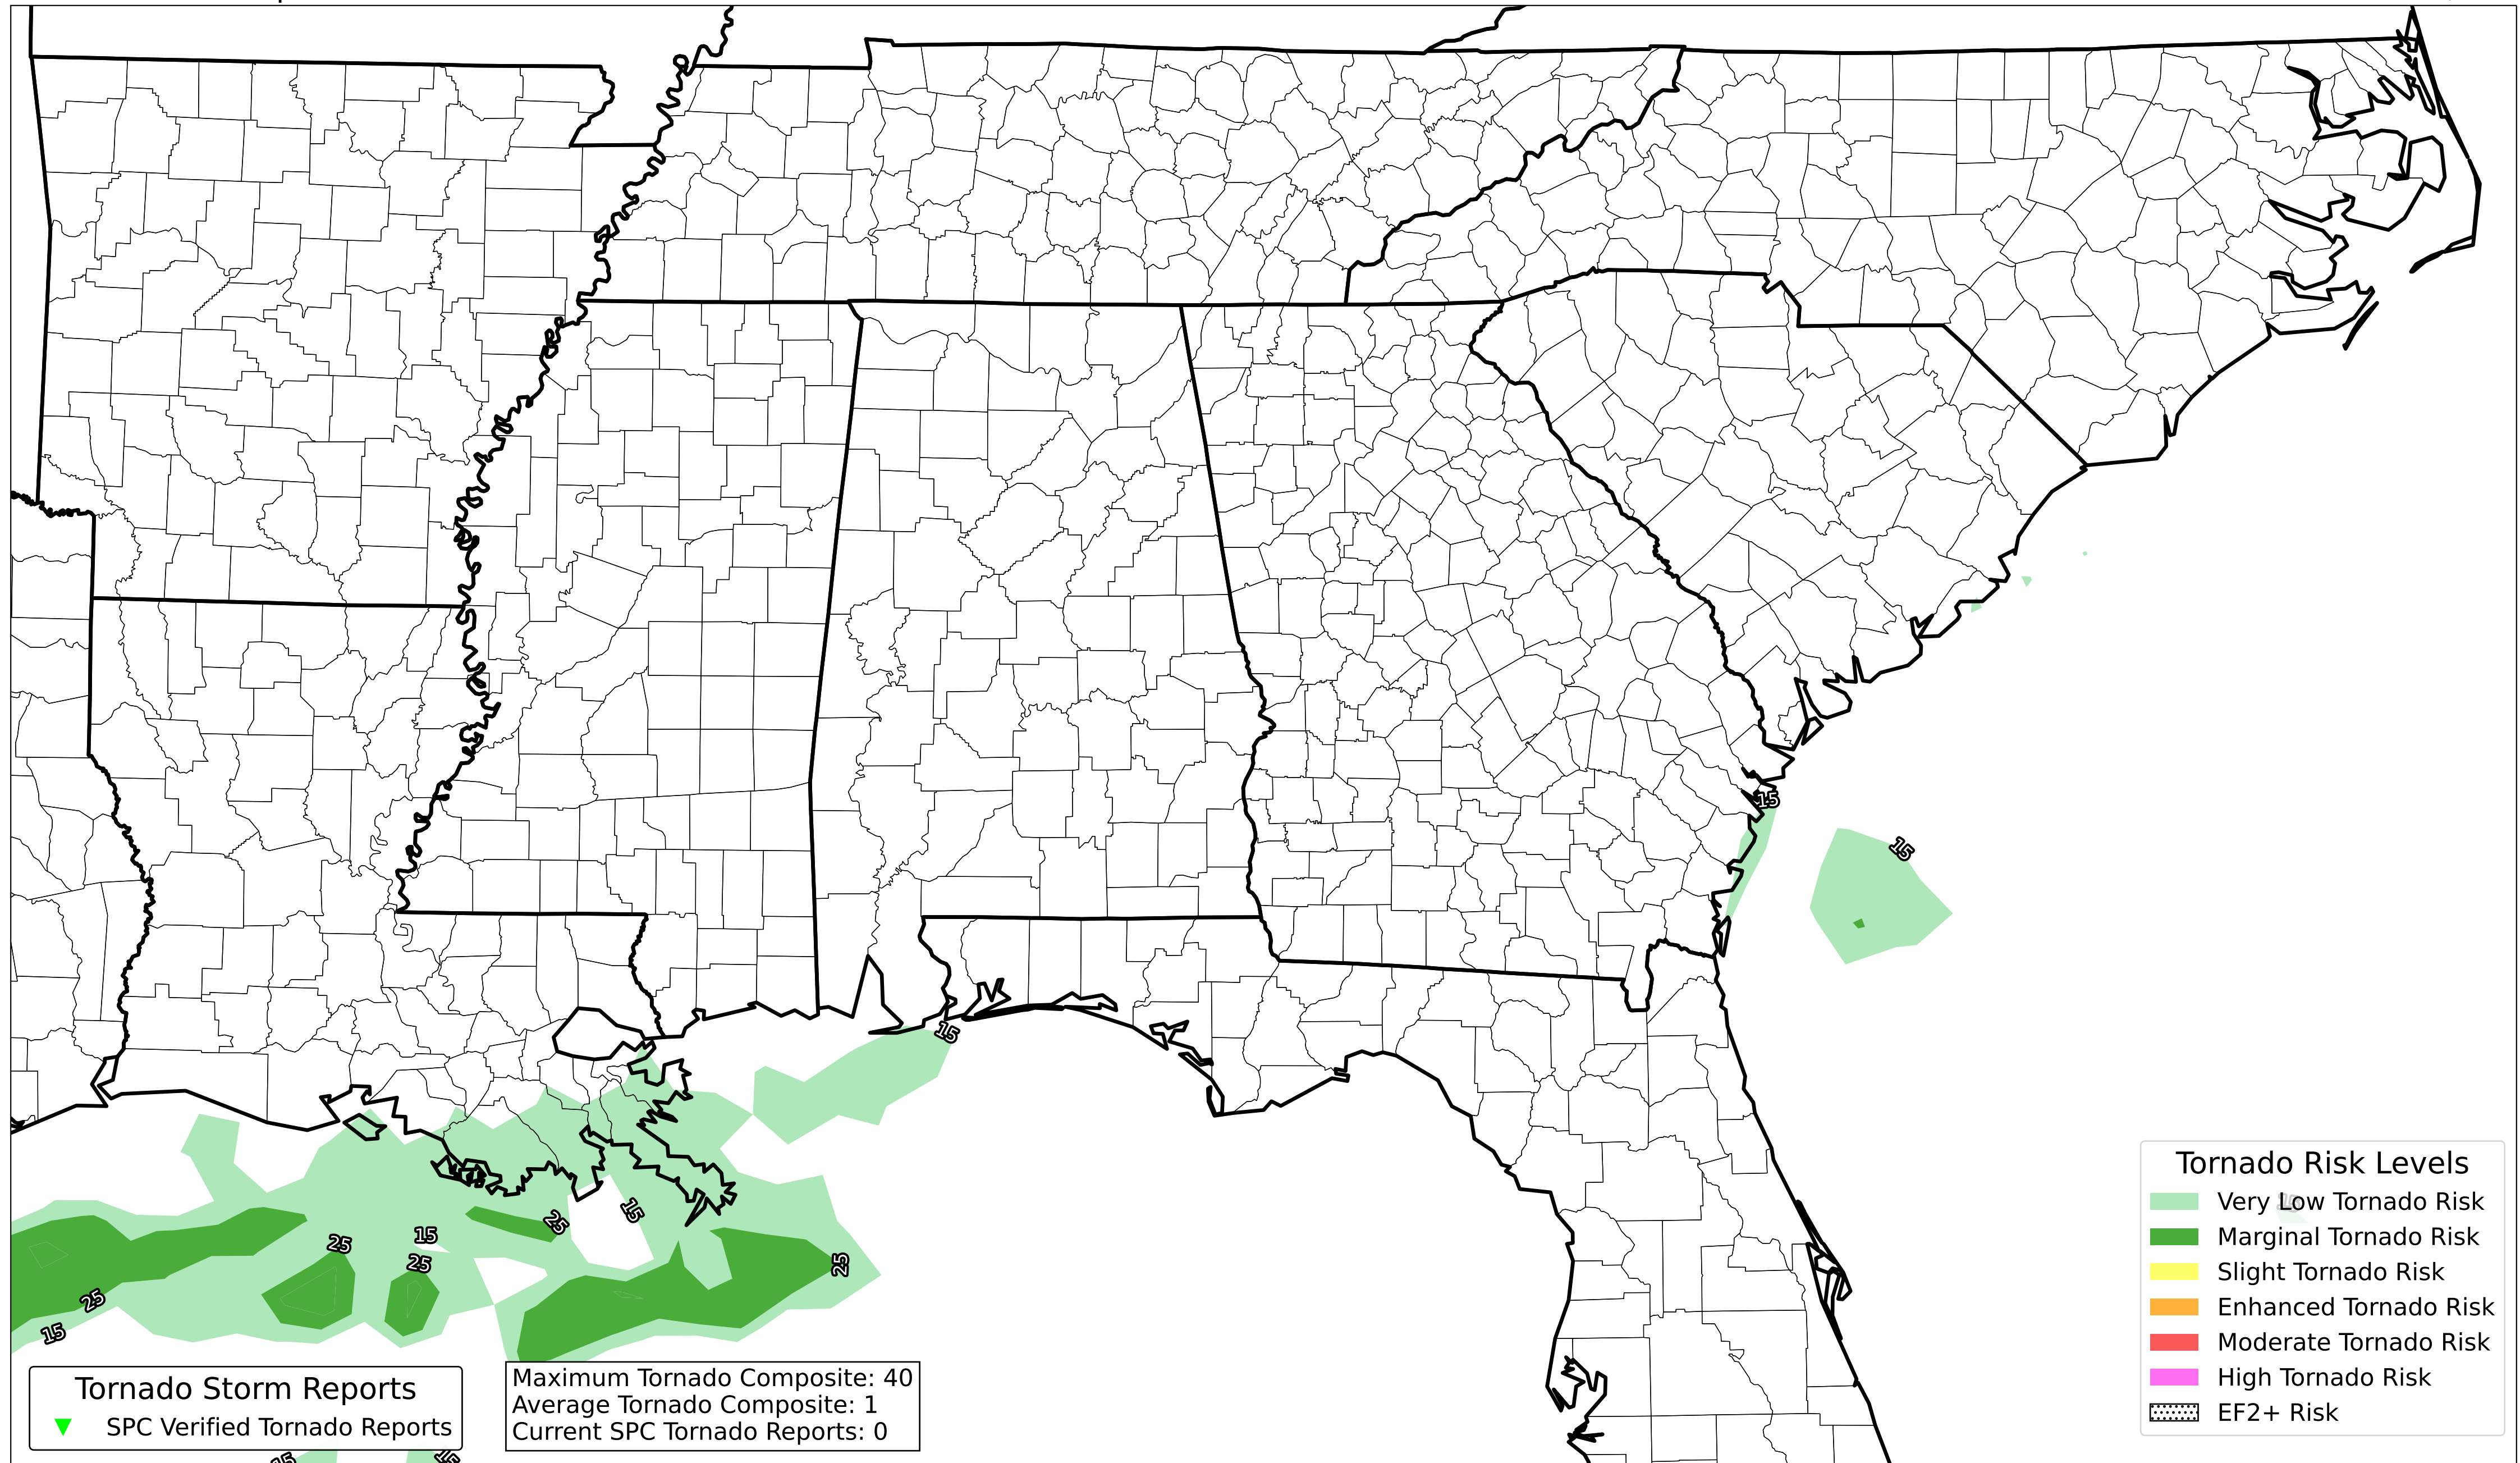 15
15
15
15
25
15
25
25
25
25
15
Tornado Risk Levels
Very Low Tornado Risk
Marginal Tornado Risk
Slight Tornado Risk
Enhanced Tornado Risk
Moderate Tornado Risk
High Tornado Risk
EF2+ Risk
Tornado Storm Reports
SPC Verified Tornado Reports
Maximum Tornado Composite: 40
Average Tornado Composite: 1
Current SPC Tornado Reports: 0
15
15